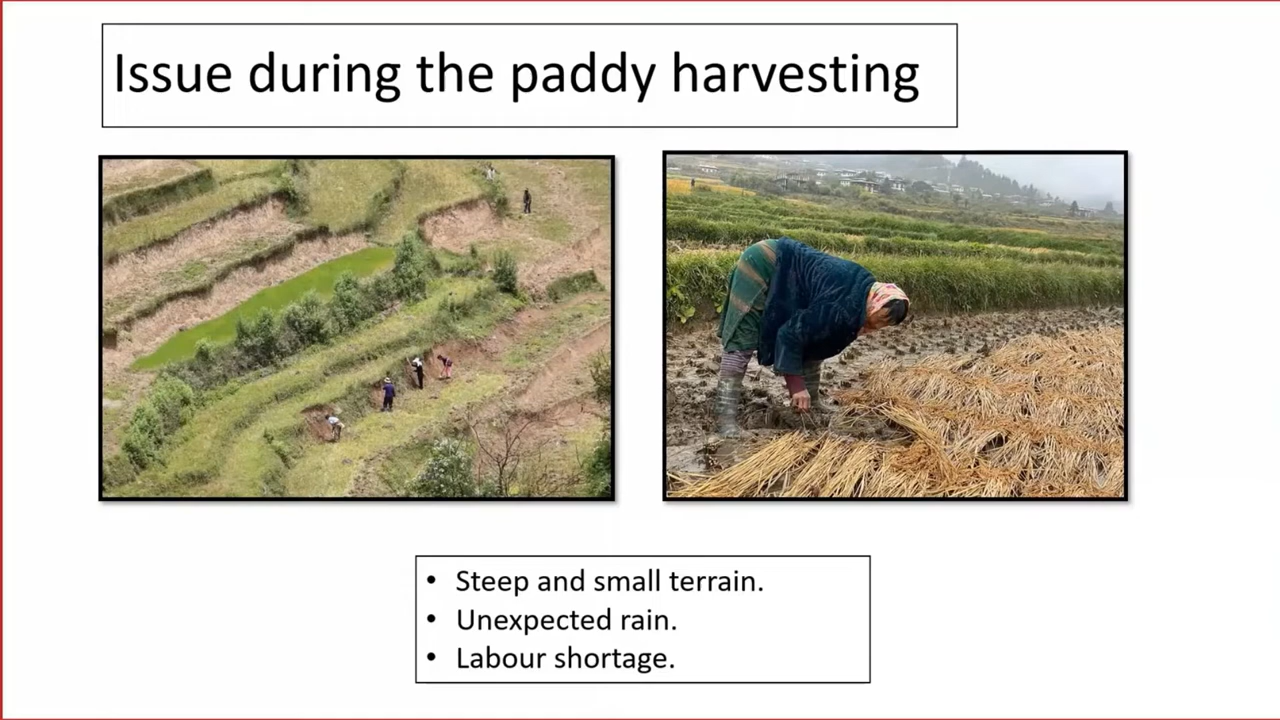 Issue during the paddy harvesting
• Steep and small terrain.
• Unexpected rain.
• Labour shortage.